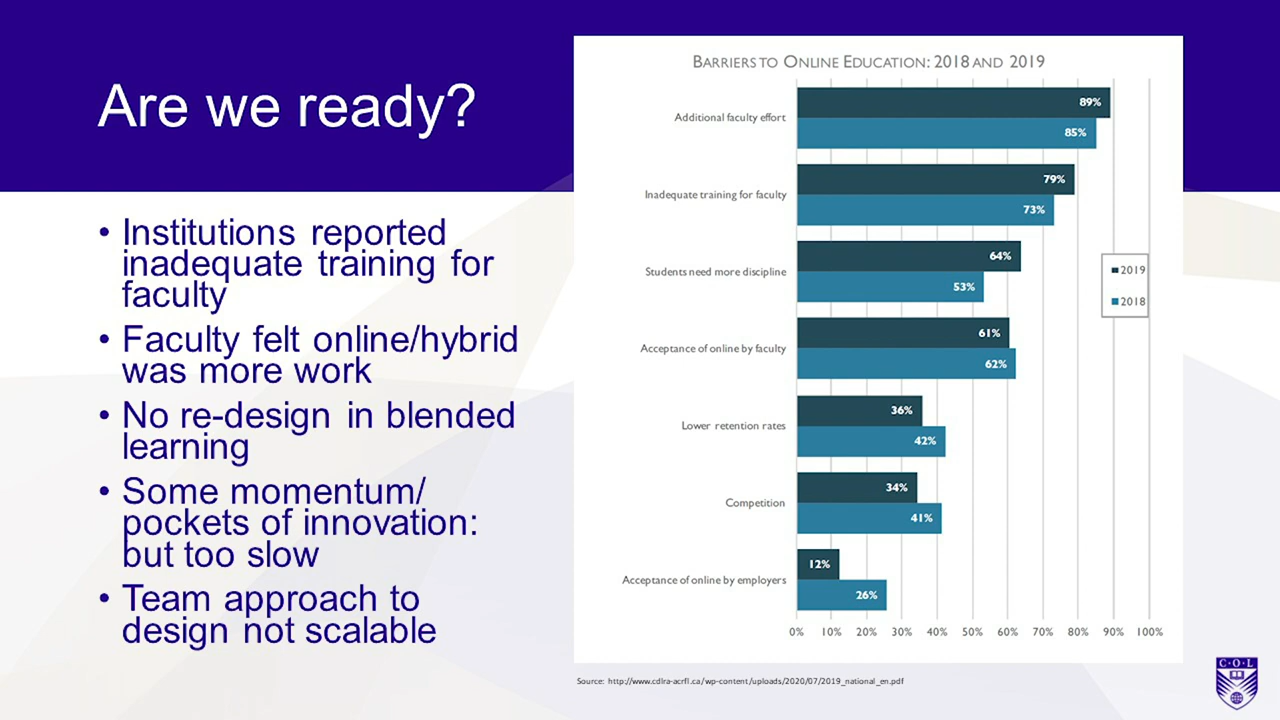 Are we ready?
• Institutions reported
inadequate training for
faculty
• Faculty felt online/hybrid
was more work
• No re-design in blended
learning
• Some momentum/
pockets of innovation:
but too slow
• Team approach to
design not scalable
BARRIERS TO ONLINE EDUCATION: 2018 AND 2019
Additional faculty effort
89%
85%
Inadequate training for faculty
79%
73%
Students need more discipline
64%
53%
Acceptance of online by faculty
61%
62%
Lower retention rates
36%
42%
Competition
34%
41%
Acceptance of online by employers
12%
26%
2019
2018
0% 10% 20% 30% 40% 50% 60% 70% 80% 90% 100%
Source: http://www.cdlra-acrfl.ca/wp-content/uploads/2020/07/2019_national_en.pdf
C·O·L